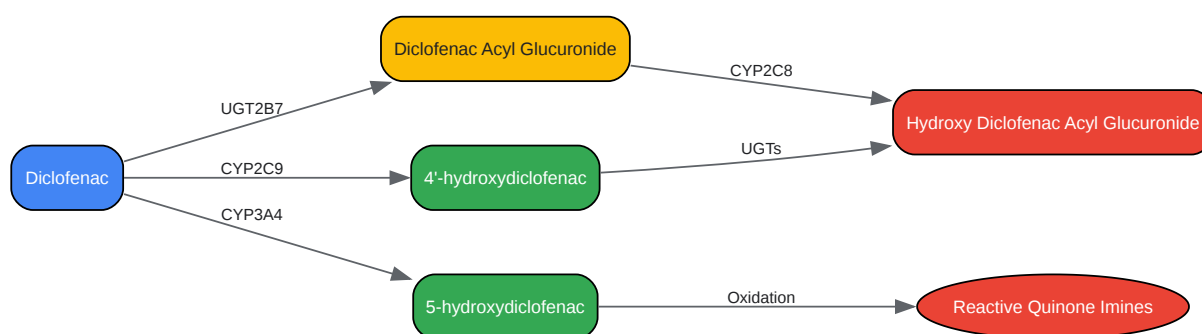 Diclofenac Acyl Glucuronide
CYP2C8
UGT2B7
Hydroxy Diclofenac Acyl Glucuronide
UGTs
CYP2C9
Diclofenac
4'-hydroxydiclofenac
CYP3A4
Oxidation
5-hydroxydiclofenac
Reactive Quinone Imines